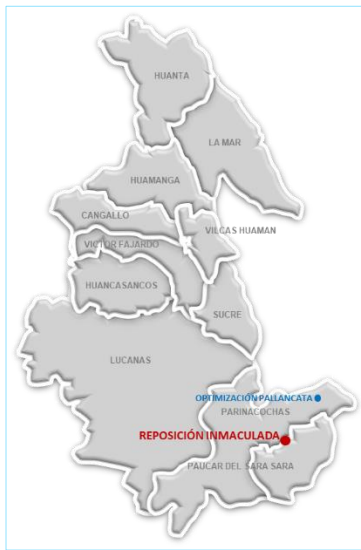 HUANTA
LA MAR
HUAMANGA
CANGALLO
VILCAS HUAMAN
VICTOR FAJARDO
HUANCASANCOS
SUCRE
LUCANAS
OPTIMIZACIÓN PALLANCATA
PARINACOCHAS
REPOSICIÓN INMACULADA
PAUCAR DEL SARA SARA